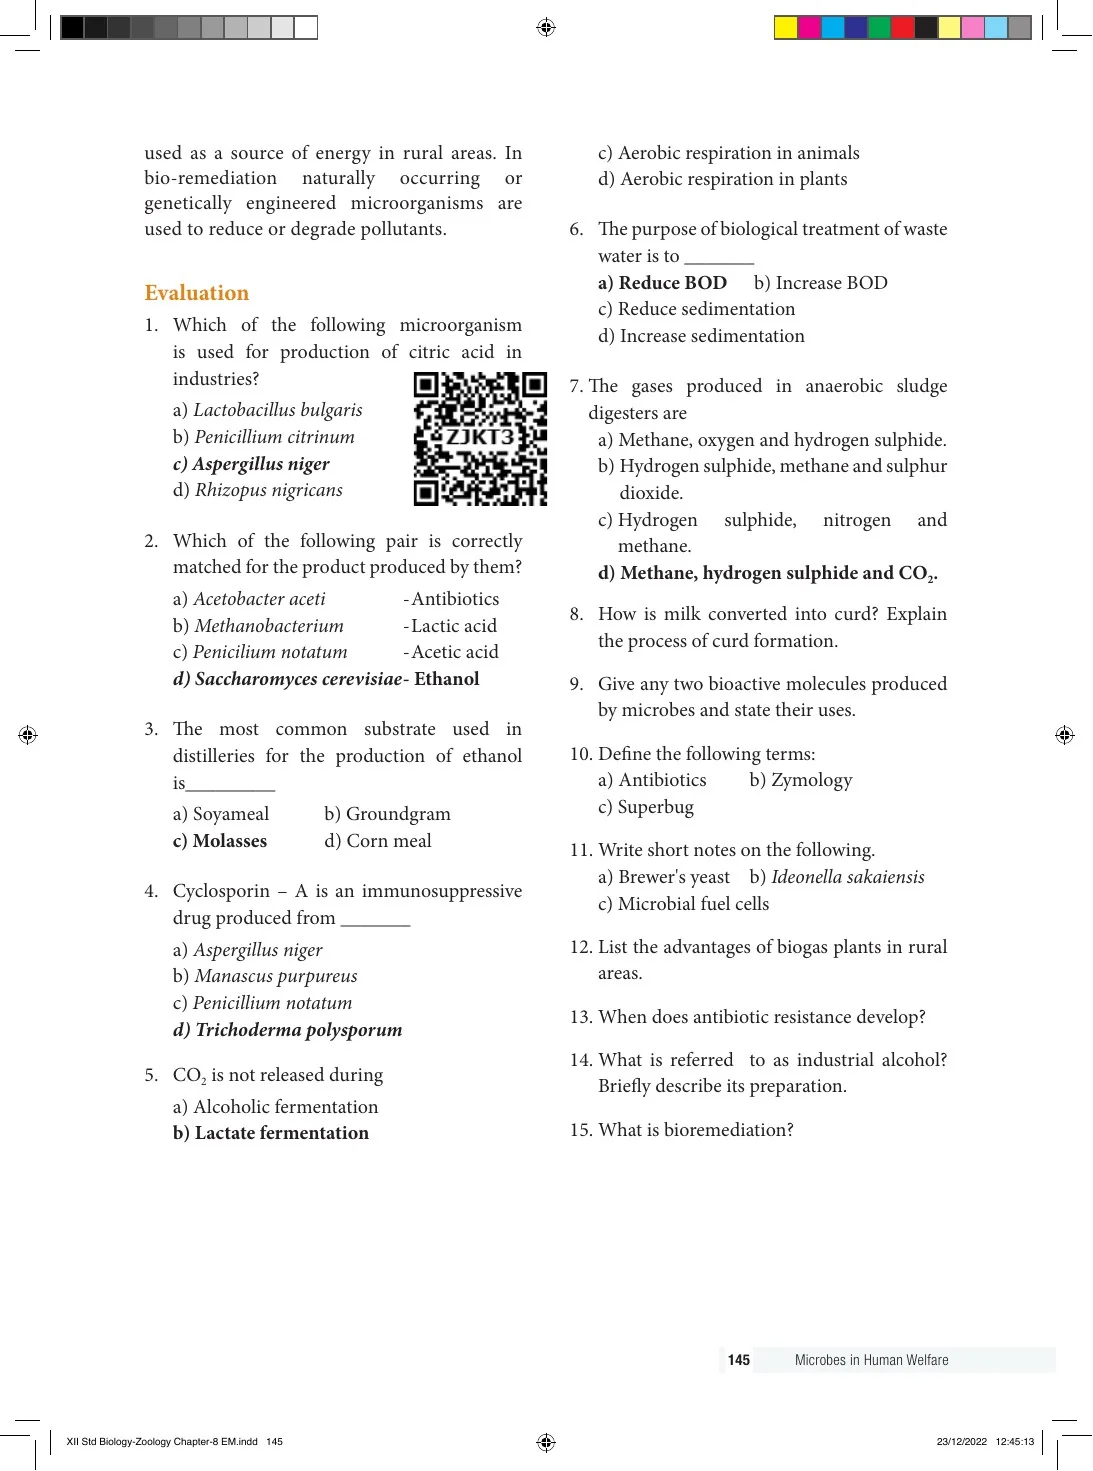 used as a source of energy in rural areas. In
bio-remediation naturally occurring or
genetically engineered microorganisms are
used to reduce or degrade pollutants.
Evaluation
1. Which of the following microorganism
is used for production of citric acid in
industries?
a) Lactobacillus bulgaris
b) Penicillium citrinum
c) Aspergillus niger
d) Rhizopus nigricans
ZJKT3
2. Which of the following pair is correctly
matched for the product produced by them?
a) Acetobacter aceti -Antibiotics
b) Methanobacterium -Lactic acid
c) Penicilium notatum -Acetic acid
d) Saccharomyces cerevisiae- Ethanol
3. The most common substrate used in
distilleries for the production of ethanol
is_________
a) Soyameal b) Groundgram
c) Molasses d) Corn meal
4. Cyclosporin – A is an immunosuppressive
drug produced from _______
a) Aspergillus niger
b) Manascus purpureus
c) Penicillium notatum
d) Trichoderma polysporum
5. CO₂ is not released during
a) Alcoholic fermentation
b) Lactate fermentation
c) Aerobic respiration in animals
d) Aerobic respiration in plants
6. The purpose of biological treatment of waste
water is to _______
a) Reduce BOD b) Increase BOD
c) Reduce sedimentation
d) Increase sedimentation
7. The gases produced in anaerobic sludge
digesters are
a) Methane, oxygen and hydrogen sulphide.
b) Hydrogen sulphide, methane and sulphur
dioxide.
c) Hydrogen sulphide, nitrogen and
methane.
d) Methane, hydrogen sulphide and CO₂.
8. How is milk converted into curd? Explain
the process of curd formation.
9. Give any two bioactive molecules produced
by microbes and state their uses.
10. Define the following terms:
a) Antibiotics b) Zymology
c) Superbug
11. Write short notes on the following.
a) Brewer's yeast b) Ideonella sakaiensis
c) Microbial fuel cells
12. List the advantages of biogas plants in rural
areas.
13. When does antibiotic resistance develop?
14. What is referred to as industrial alcohol?
Briefly describe its preparation.
15. What is bioremediation?
145 Microbes in Human Welfare
XII Std Biology-Zoology Chapter-8 EM.indd 145 23/12/2022 12:45:13